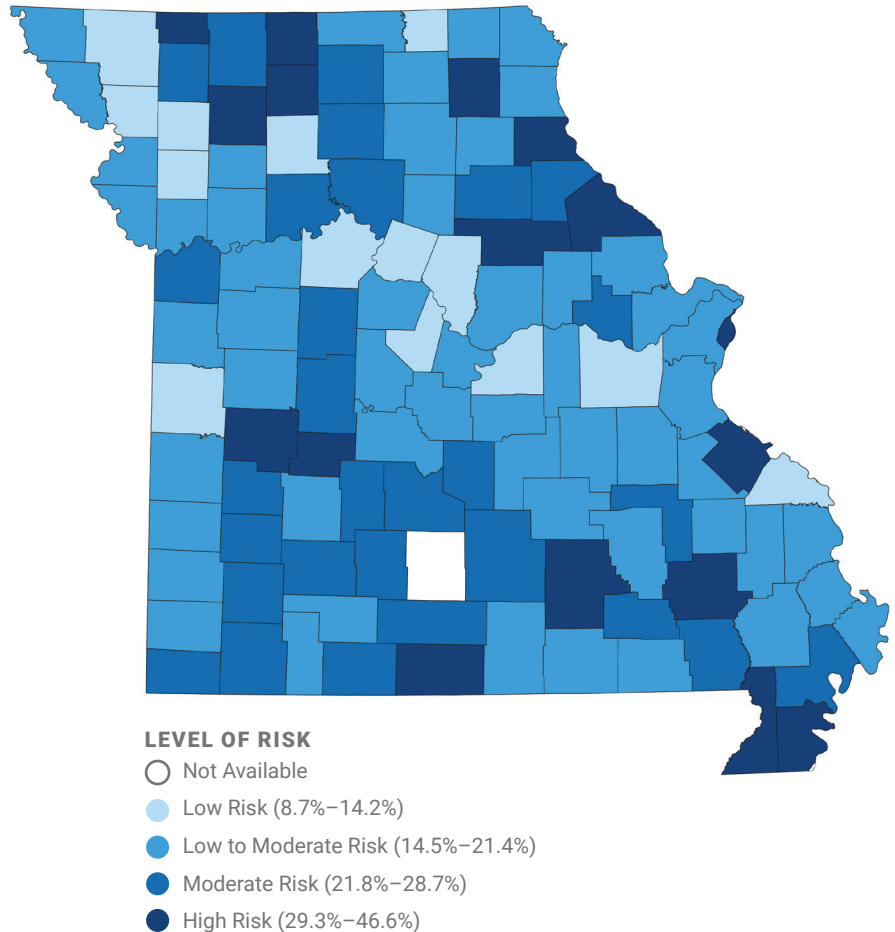 LEVEL OF RISK
Not Available
Low Risk (8.7%–14.2%)
Low to Moderate Risk (14.5%–21.4%)
Moderate Risk (21.8%–28.7%)
High Risk (29.3%–46.6%)